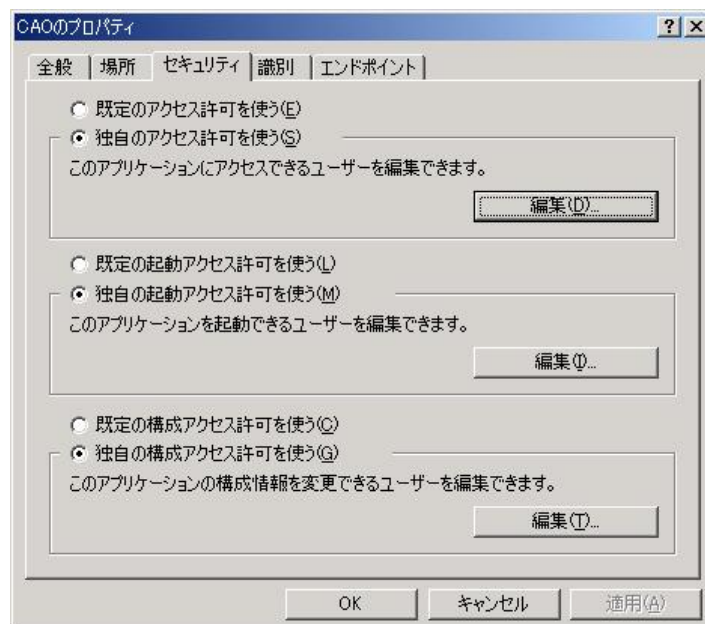 CAOのプロパティ
全般 場所 セキュリティ 識別 エンドポイント
既定のアクセス許可を使う(E)
独自のアクセス許可を使う(S)
このアプリケーションにアクセスできるユーザーを編集できます。
編集(D)...
既定の起動アクセス許可を使う(L)
独自の起動アクセス許可を使う(M)
このアプリケーションを起動できるユーザーを編集できます。
編集(I)...
既定の構成アクセス許可を使う(C)
独自の構成アクセス許可を使う(G)
このアプリケーションの構成情報を変更できるユーザーを編集できます。
編集(T)...
OK キャンセル 適用(A)